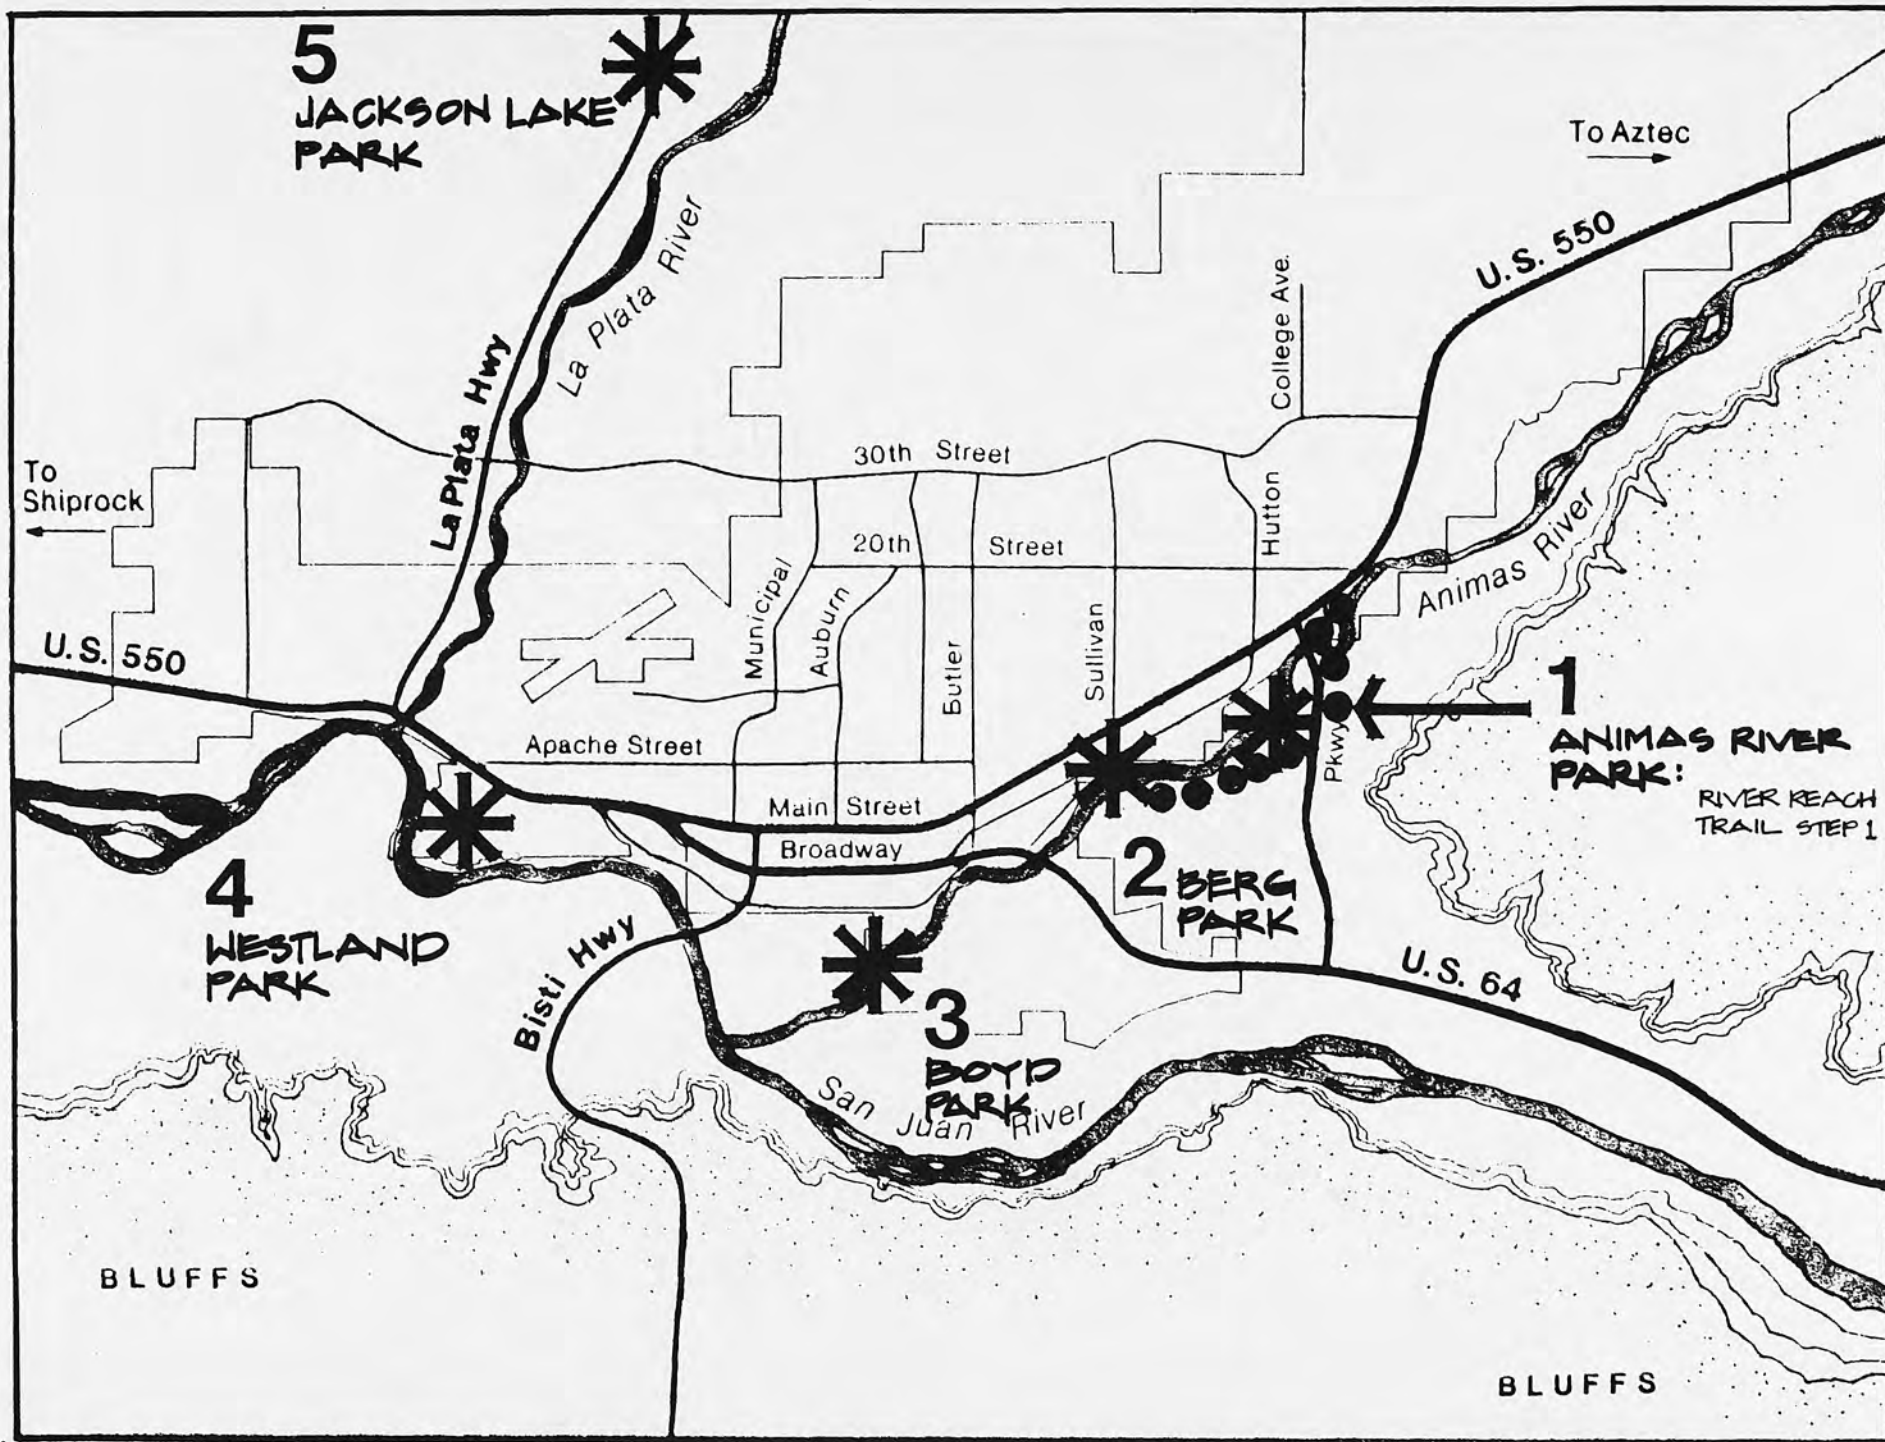 5
JACKSON LAKE
PARK
To Aztec
U.S. 550
La Plata River
College Ave.
La Plata Hwy
To
Shiprock
30th Street
20th Street
Hutton
Animas River
Municipal
Auburn
Butler
Sullivan
U.S. 550
1
ANIMAS RIVER
PARK:
RIVER REACH
TRAIL STEP 1
Pkwy
Apache Street
Main Street
Broadway
2
BERG
PARK
4
WESTLAND
PARK
Bisti Hwy
U.S. 64
3
BOYD
PARK
San Juan River
BLUFFS
BLUFFS